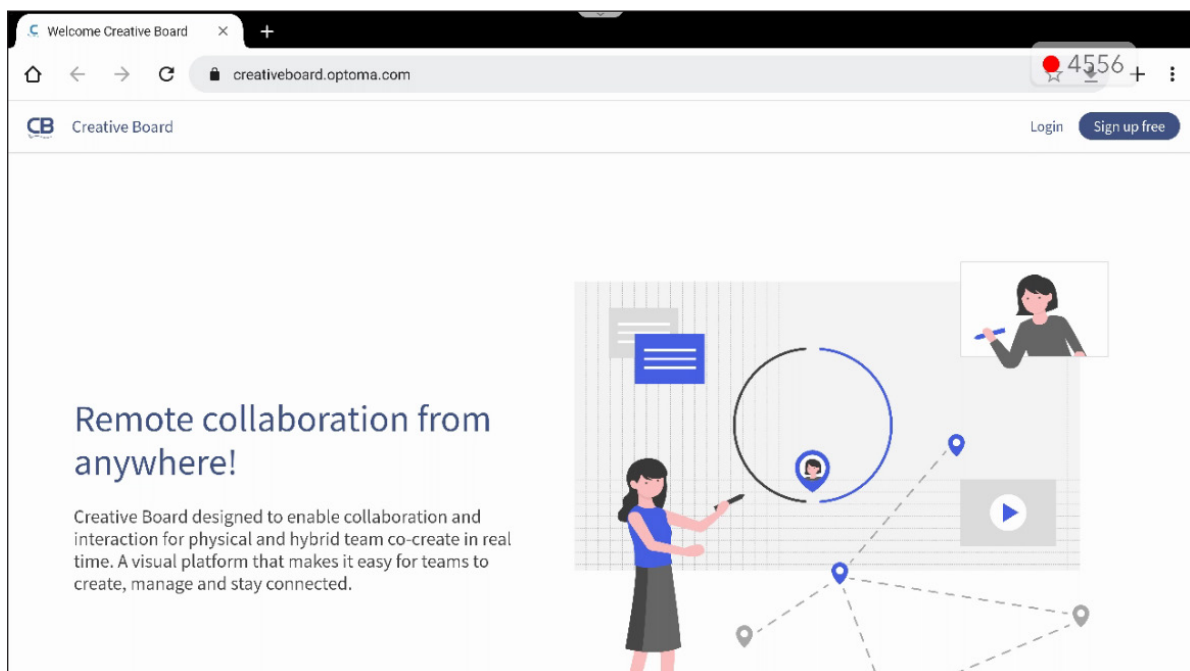 Welcome Creative Board
creativeboard.optoma.com
4556
CB Creative Board
Login Sign up free
Remote collaboration from
anywhere!
Creative Board designed to enable collaboration and
interaction for physical and hybrid team co-create in real
time. A visual platform that makes it easy for teams to
create, manage and stay connected.